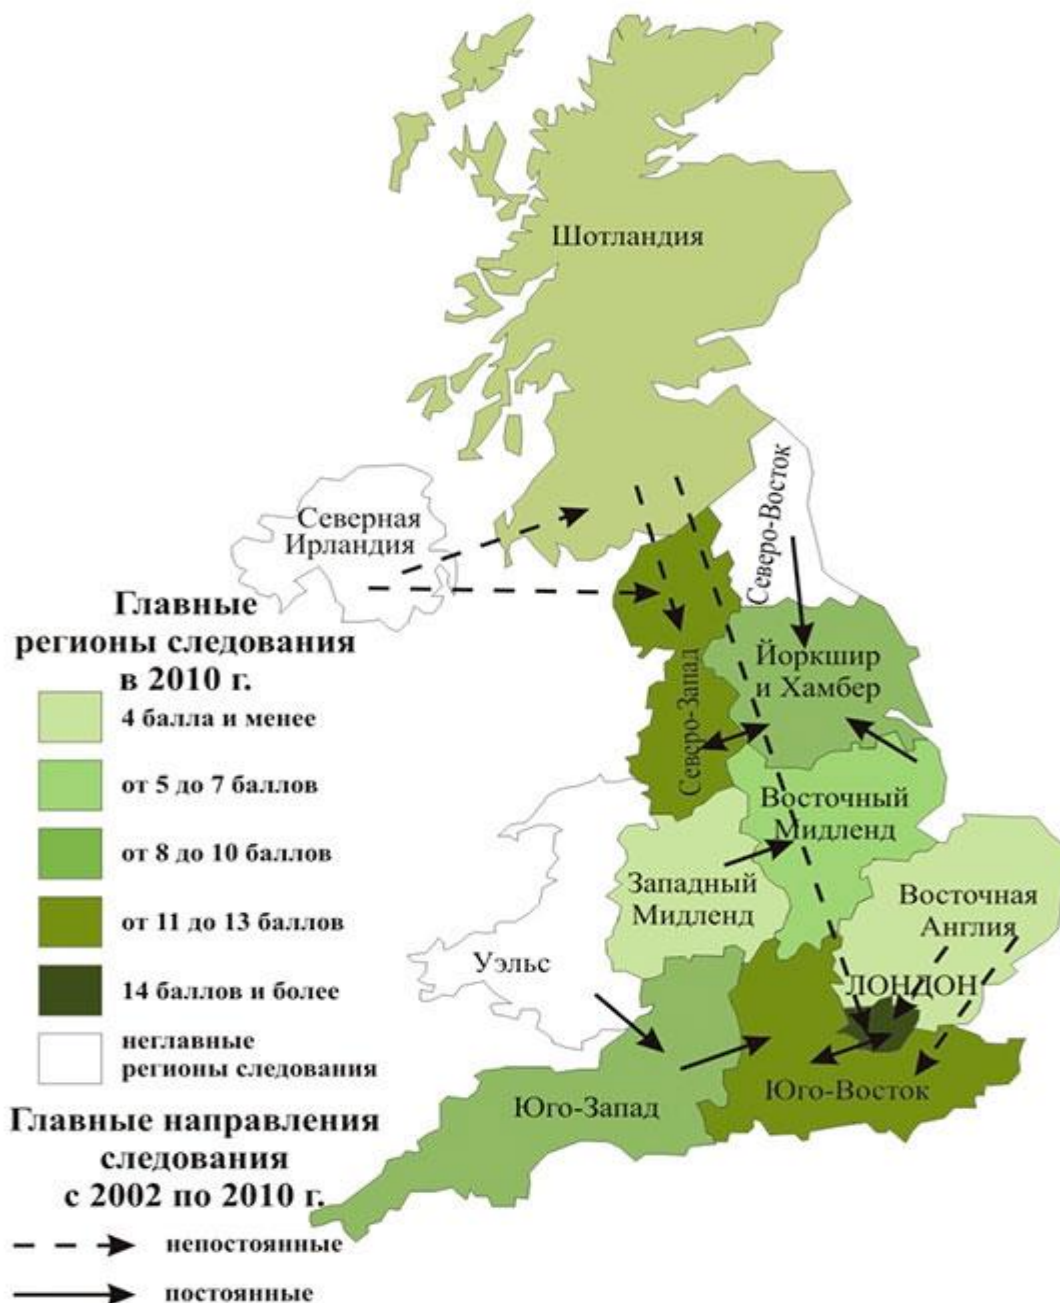 Шотландия
Северо-Восток
Северная
Ирландия
Йоркшир
и Хамбер
Северо-Запад
Восточный
Мидленд
Западный
Мидленд
Восточная
Англия
Уэльс
ЛОНДОН
Юго-Восток
Юго-Запад
Главные
регионы следования
в 2010 г.
4 балла и менее
от 5 до 7 баллов
от 8 до 10 баллов
от 11 до 13 баллов
14 баллов и более
неглавные
регионы следования
Главные направления
следования
с 2002 по 2010 г.
непостоянные
постоянные